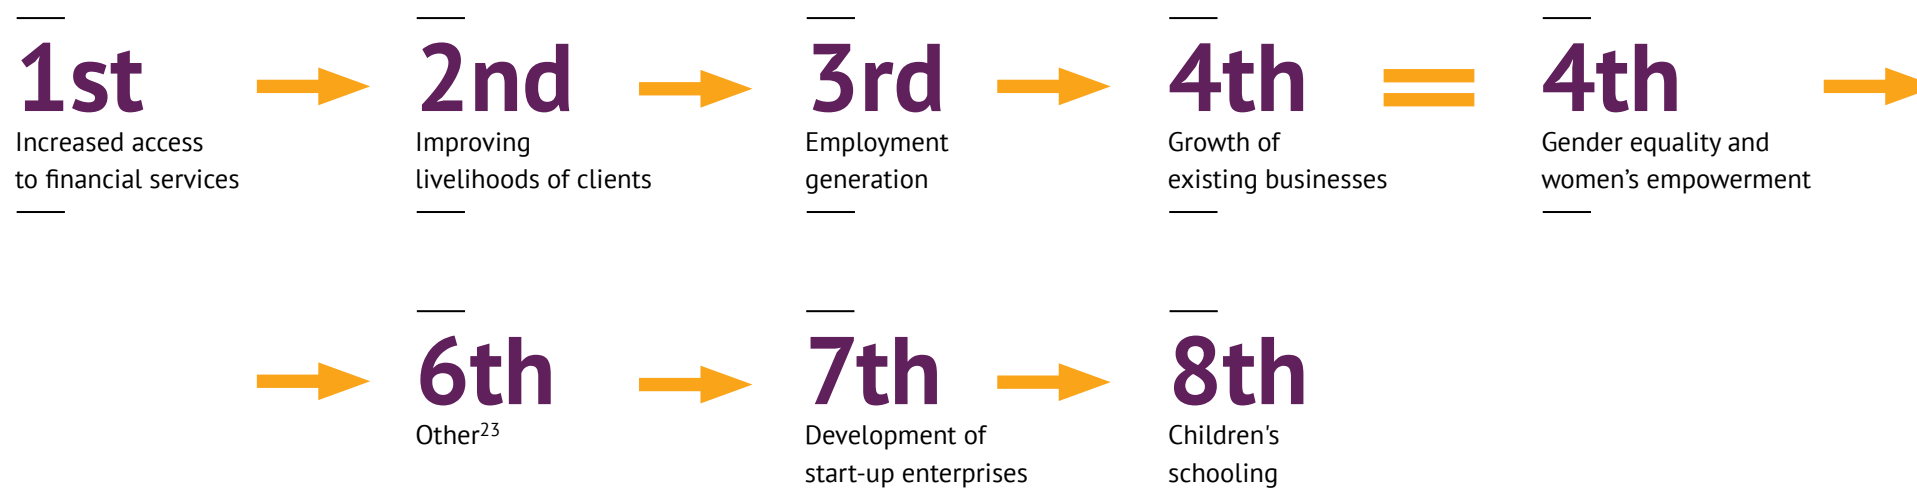 1st
Increased access
to financial services
2nd
Improving
livelihoods of clients
3rd
Employment
generation
4th
Growth of
existing businesses
=
4th
Gender equality and
women’s empowerment
6th
Other23
7th
Development of
start-up enterprises
8th
Children's
schooling